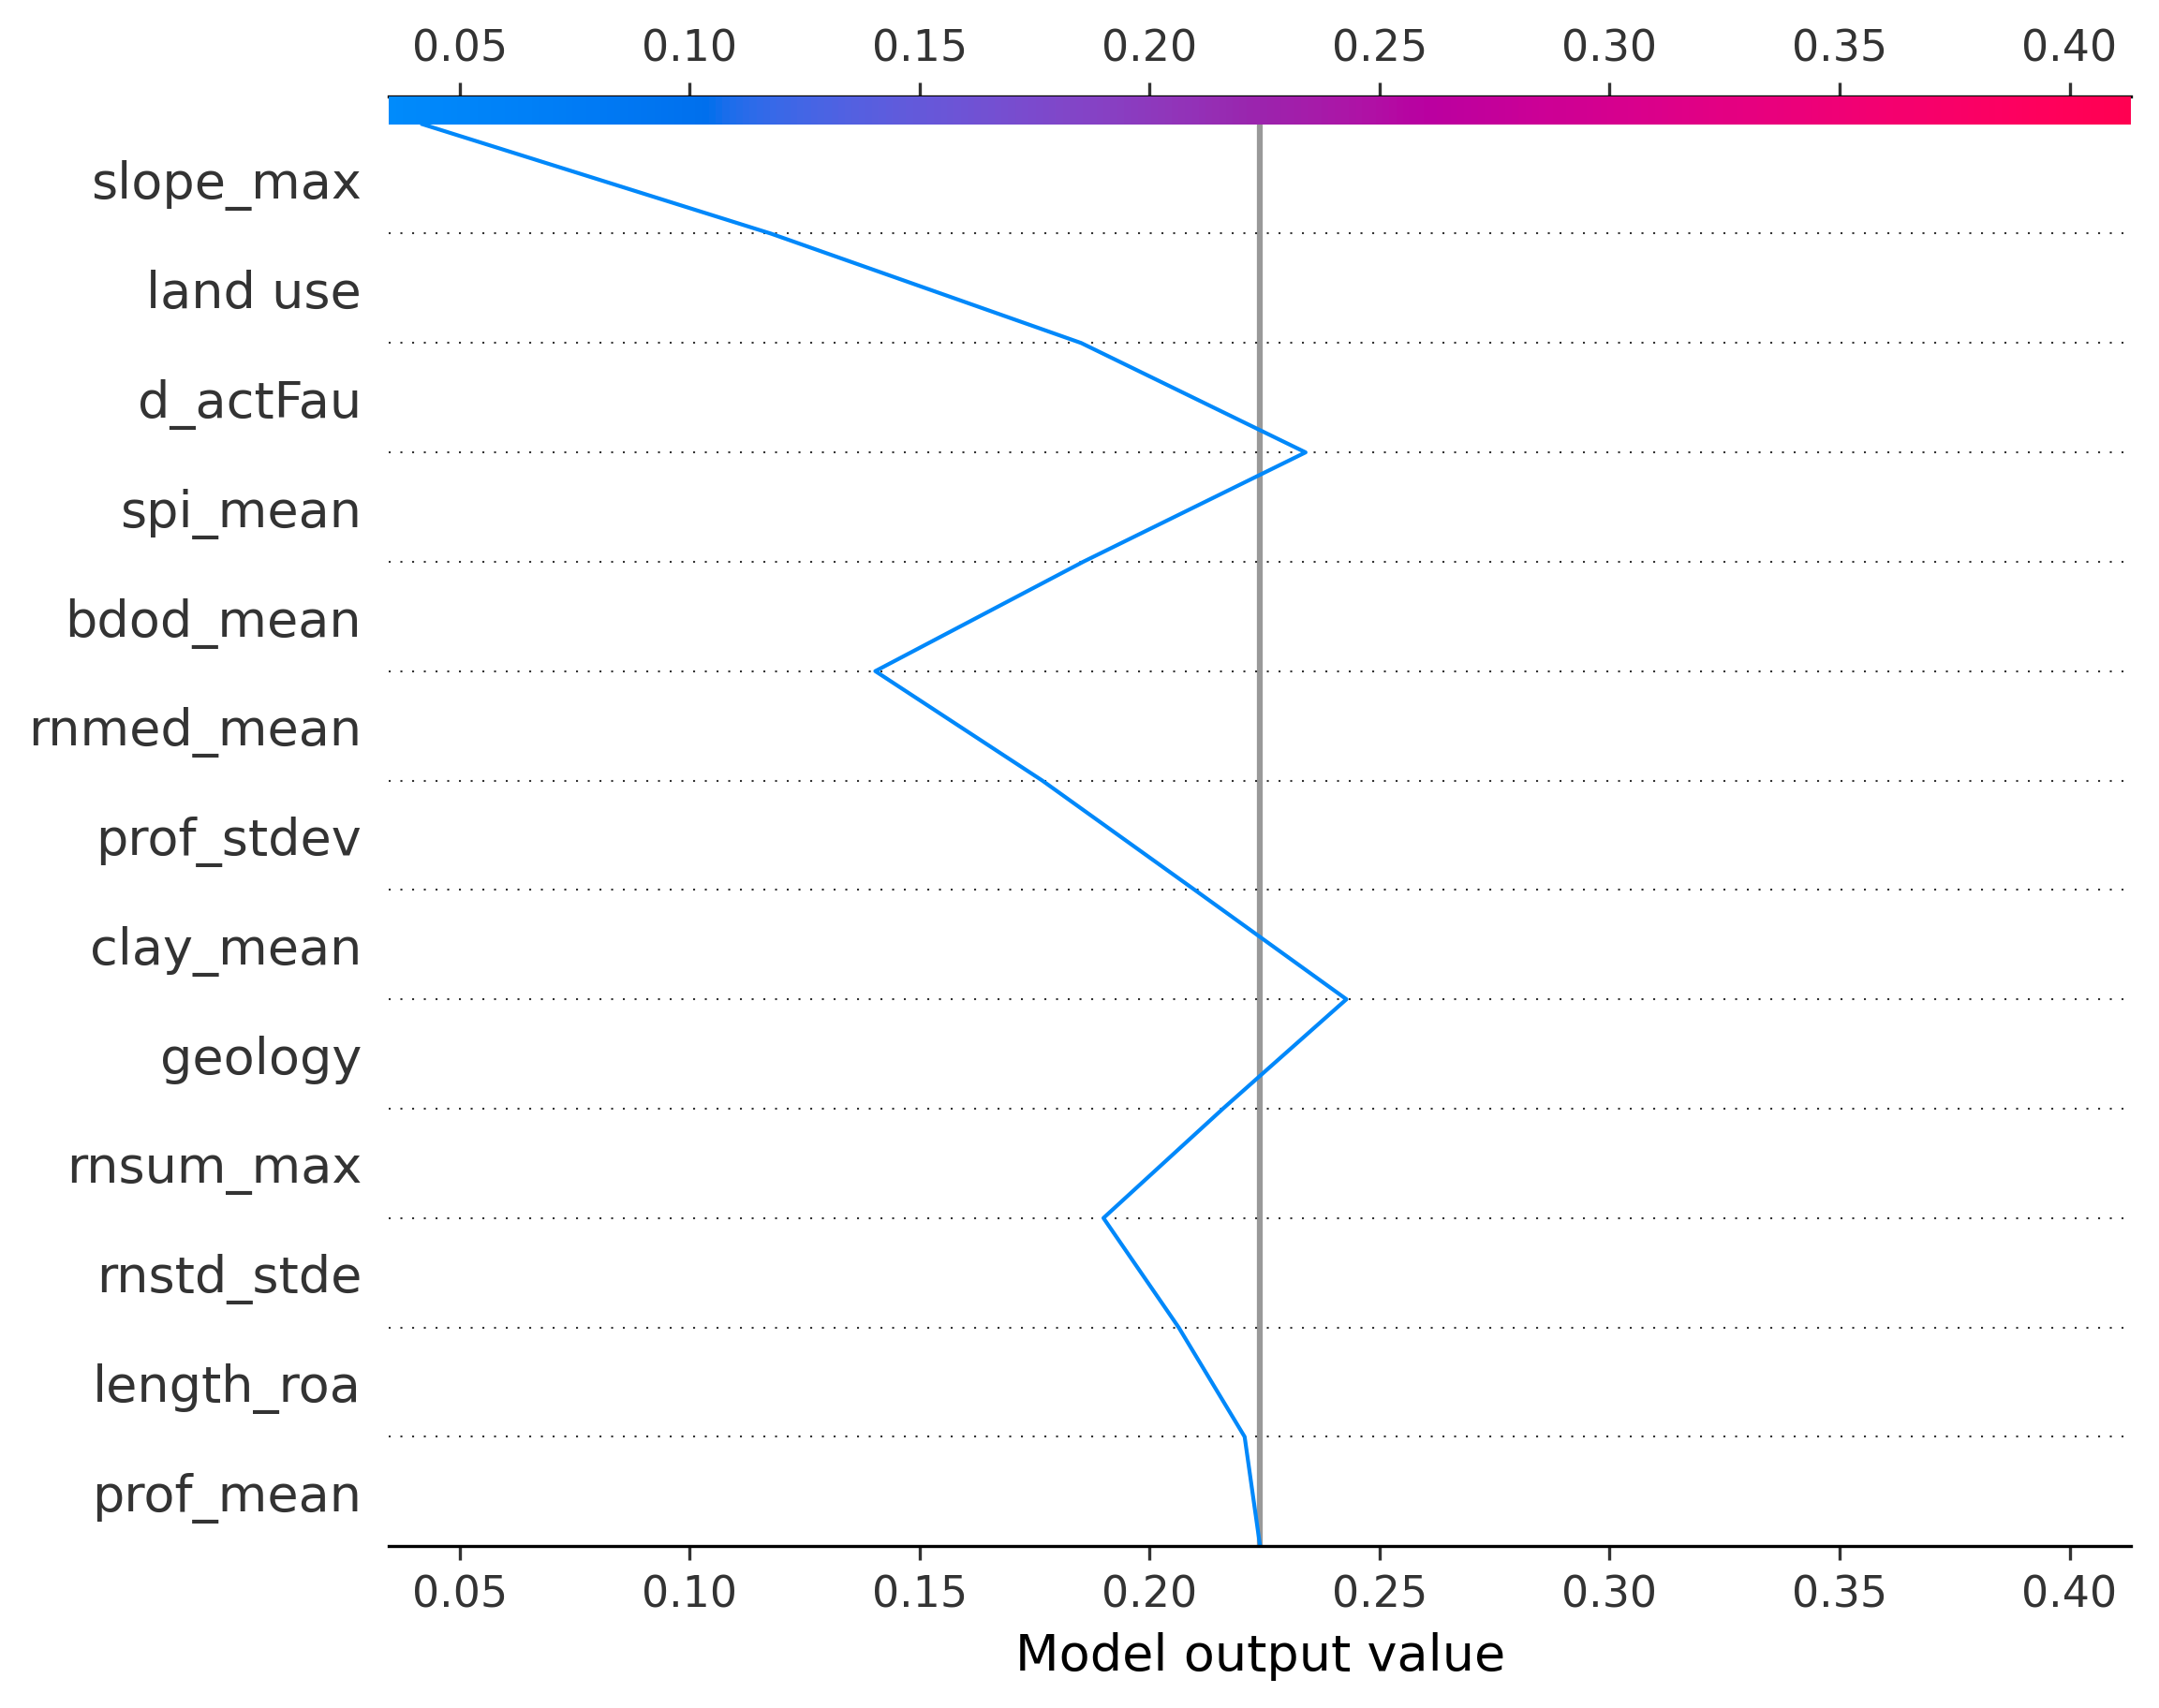 0.05 0.10 0.15 0.20 0.25 0.30 0.35 0.40
slope_max
land use
d_actFau
spi_mean
bdod_mean
rnmed_mean
prof_stdev
clay_mean
geology
rnsum_max
rnstd_stde
length_roa
prof_mean
0.05 0.10 0.15 0.20 0.25 0.30 0.35 0.40
Model output value